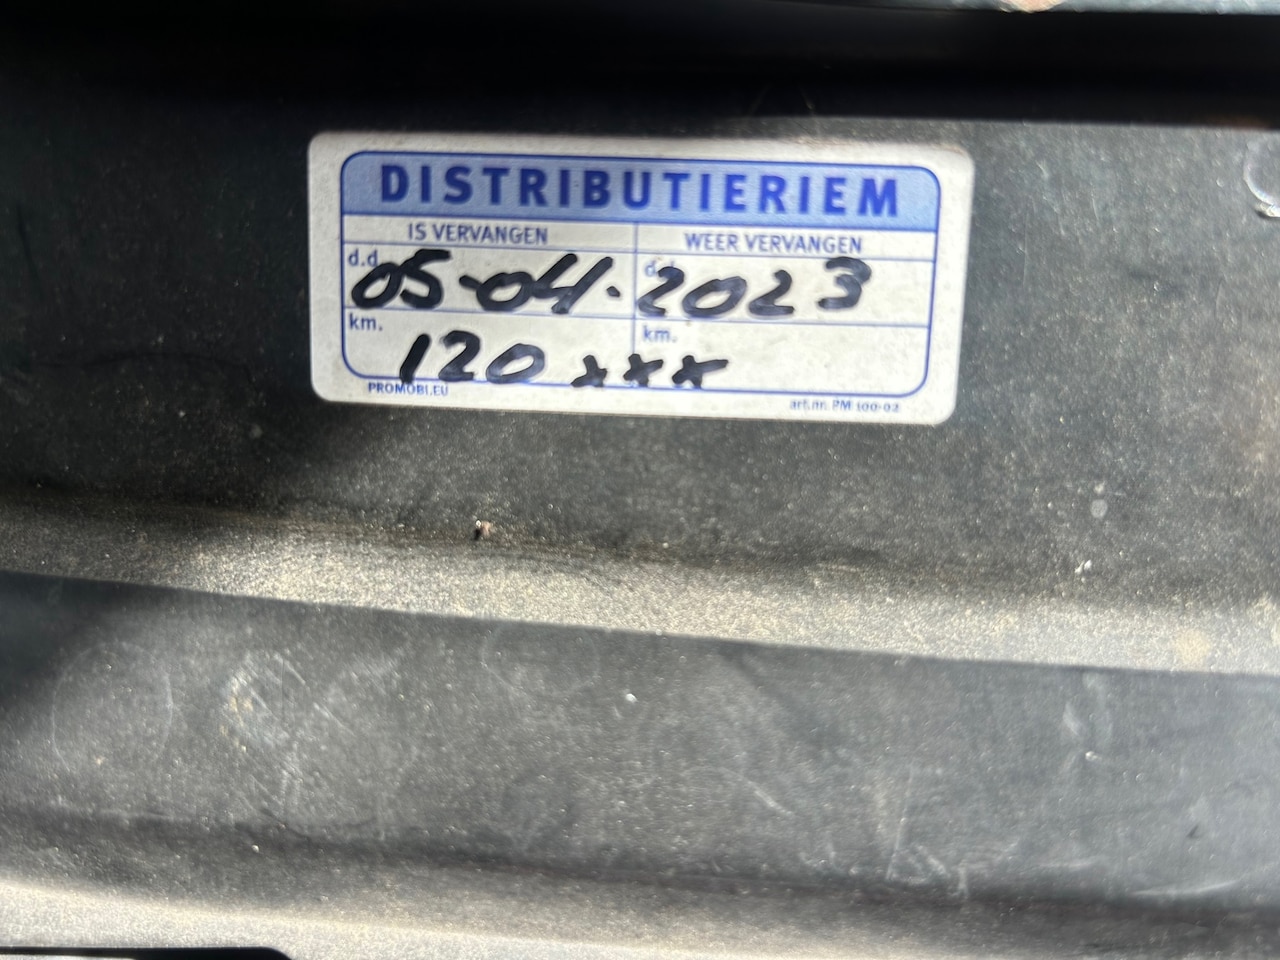 DISTRIBUTIERIEM
IS VERVANGEN WEER VERVANGEN
d.d. 05-04-2023
km. 120 xxx km.
PROMOBI.EU art.nr. PM 100-02